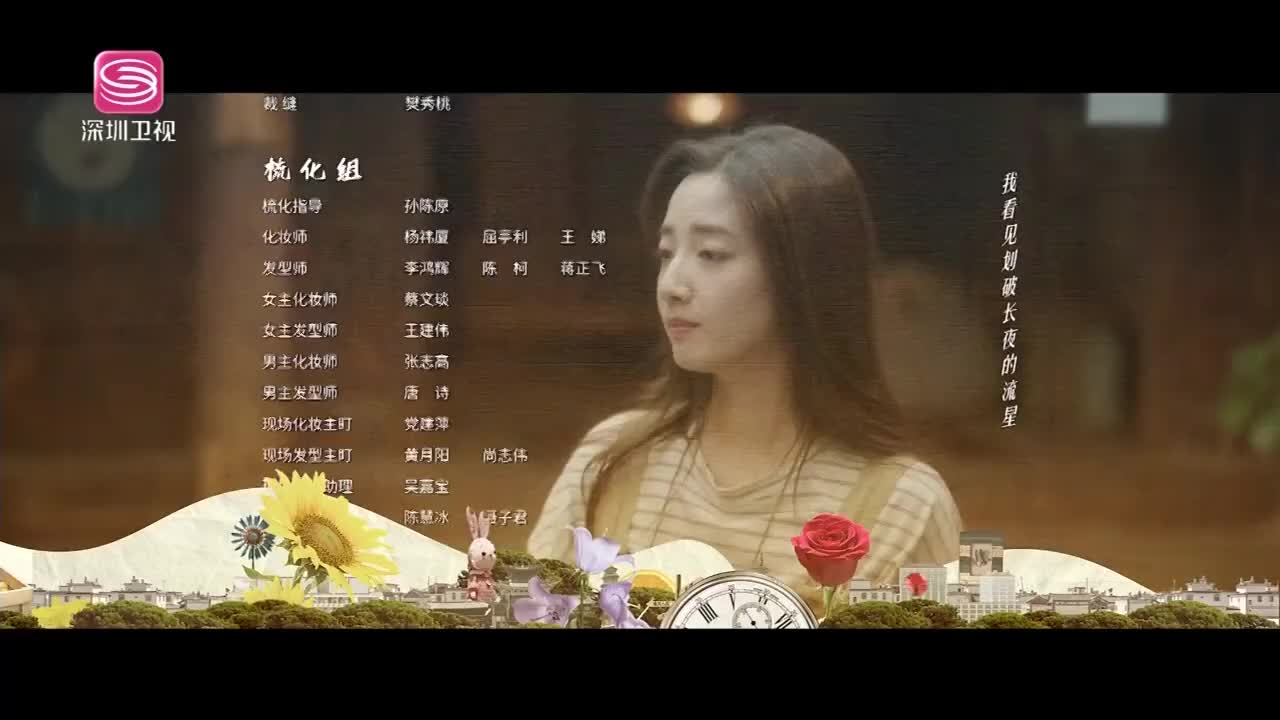 深圳卫视
裁 缝 樊秀桃
梳化组
梳化指导 孙陈原
化妆师 杨祎厦 屈亭利 王 娣
发型师 李鸿辉 陈 柯 蒋正飞
女主化妆师 蔡文琰
女主发型师 王建伟
男主化妆师 张志高
男主发型师 唐 诗
现场化妆主盯 党建萍
现场发型主盯 黄月阳 尚志伟
助理 吴嘉宝
陈慧冰 子君
我看见划破长夜的流星